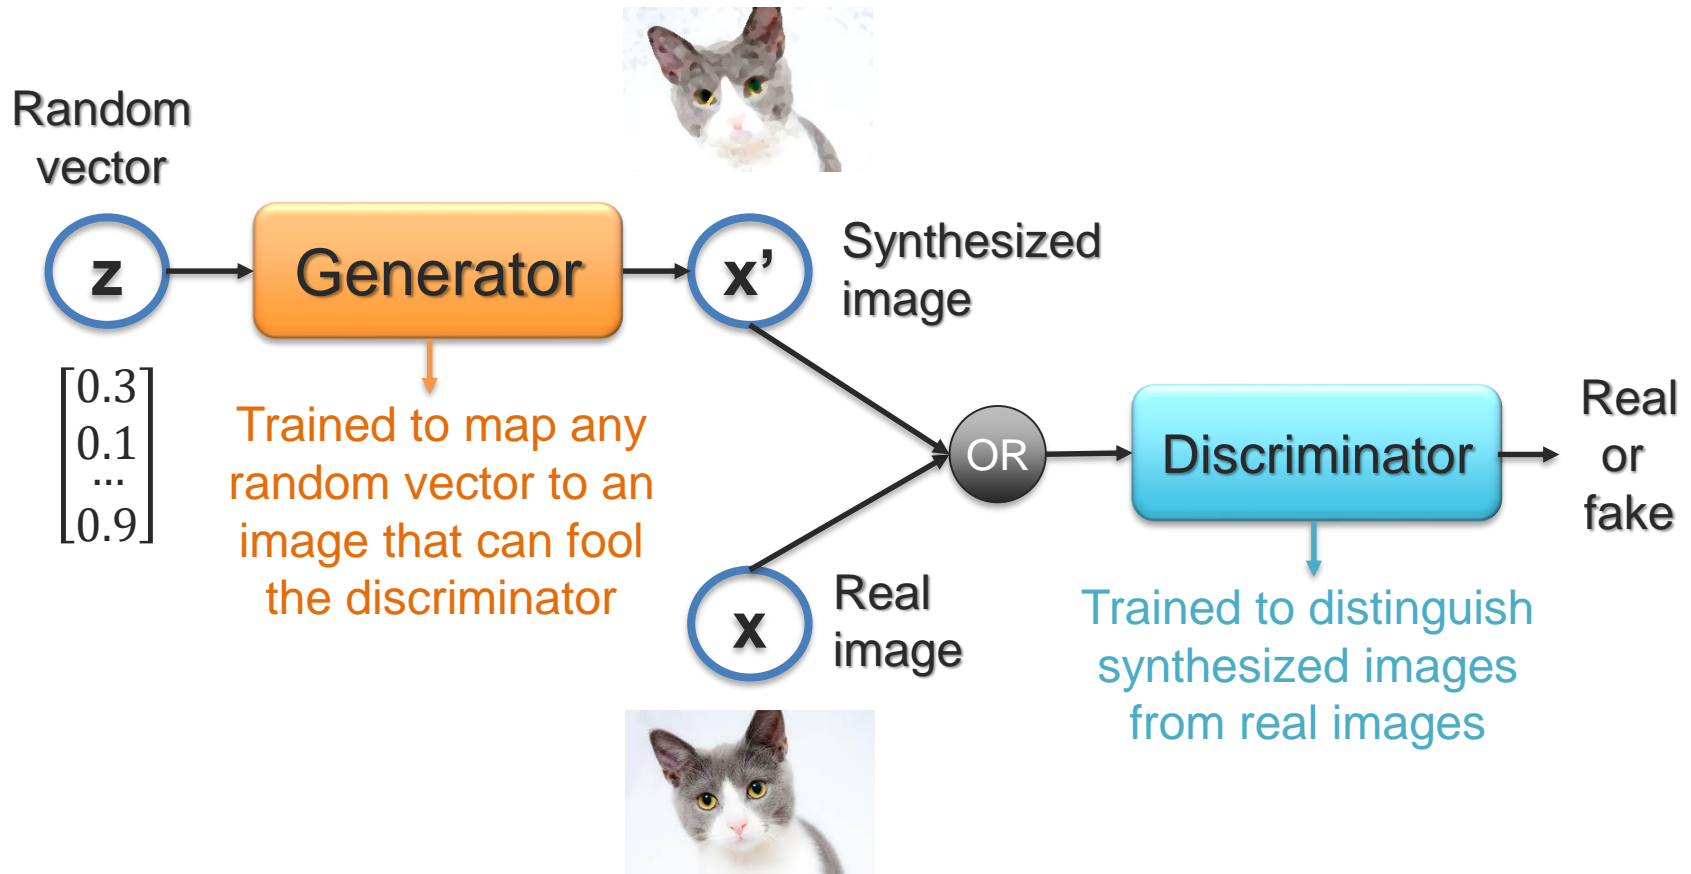 Random
vector
z
Generator
x’
Synthesized
image
[0.3
0.1
...
0.9]
Trained to map any
random vector to an
image that can fool
the discriminator
OR
Discriminator
Real
or
fake
x
Real
image
Trained to distinguish
synthesized images
from real images